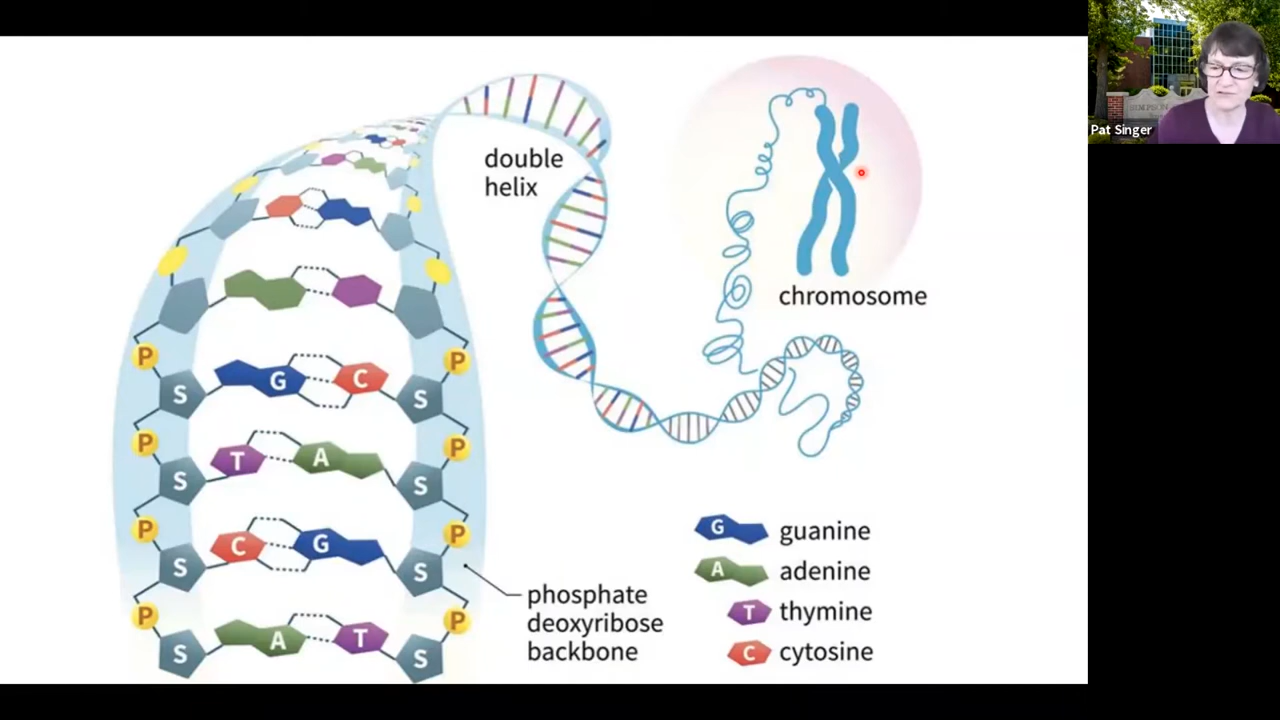 Pat Singer
double
helix
chromosome
P
P
S
G
C
S
P
P
S
T
A
S
P
P
S
C
G
S
P
P
S
A
T
S
phosphate
deoxyribose
backbone
G guanine
A adenine
T thymine
C cytosine